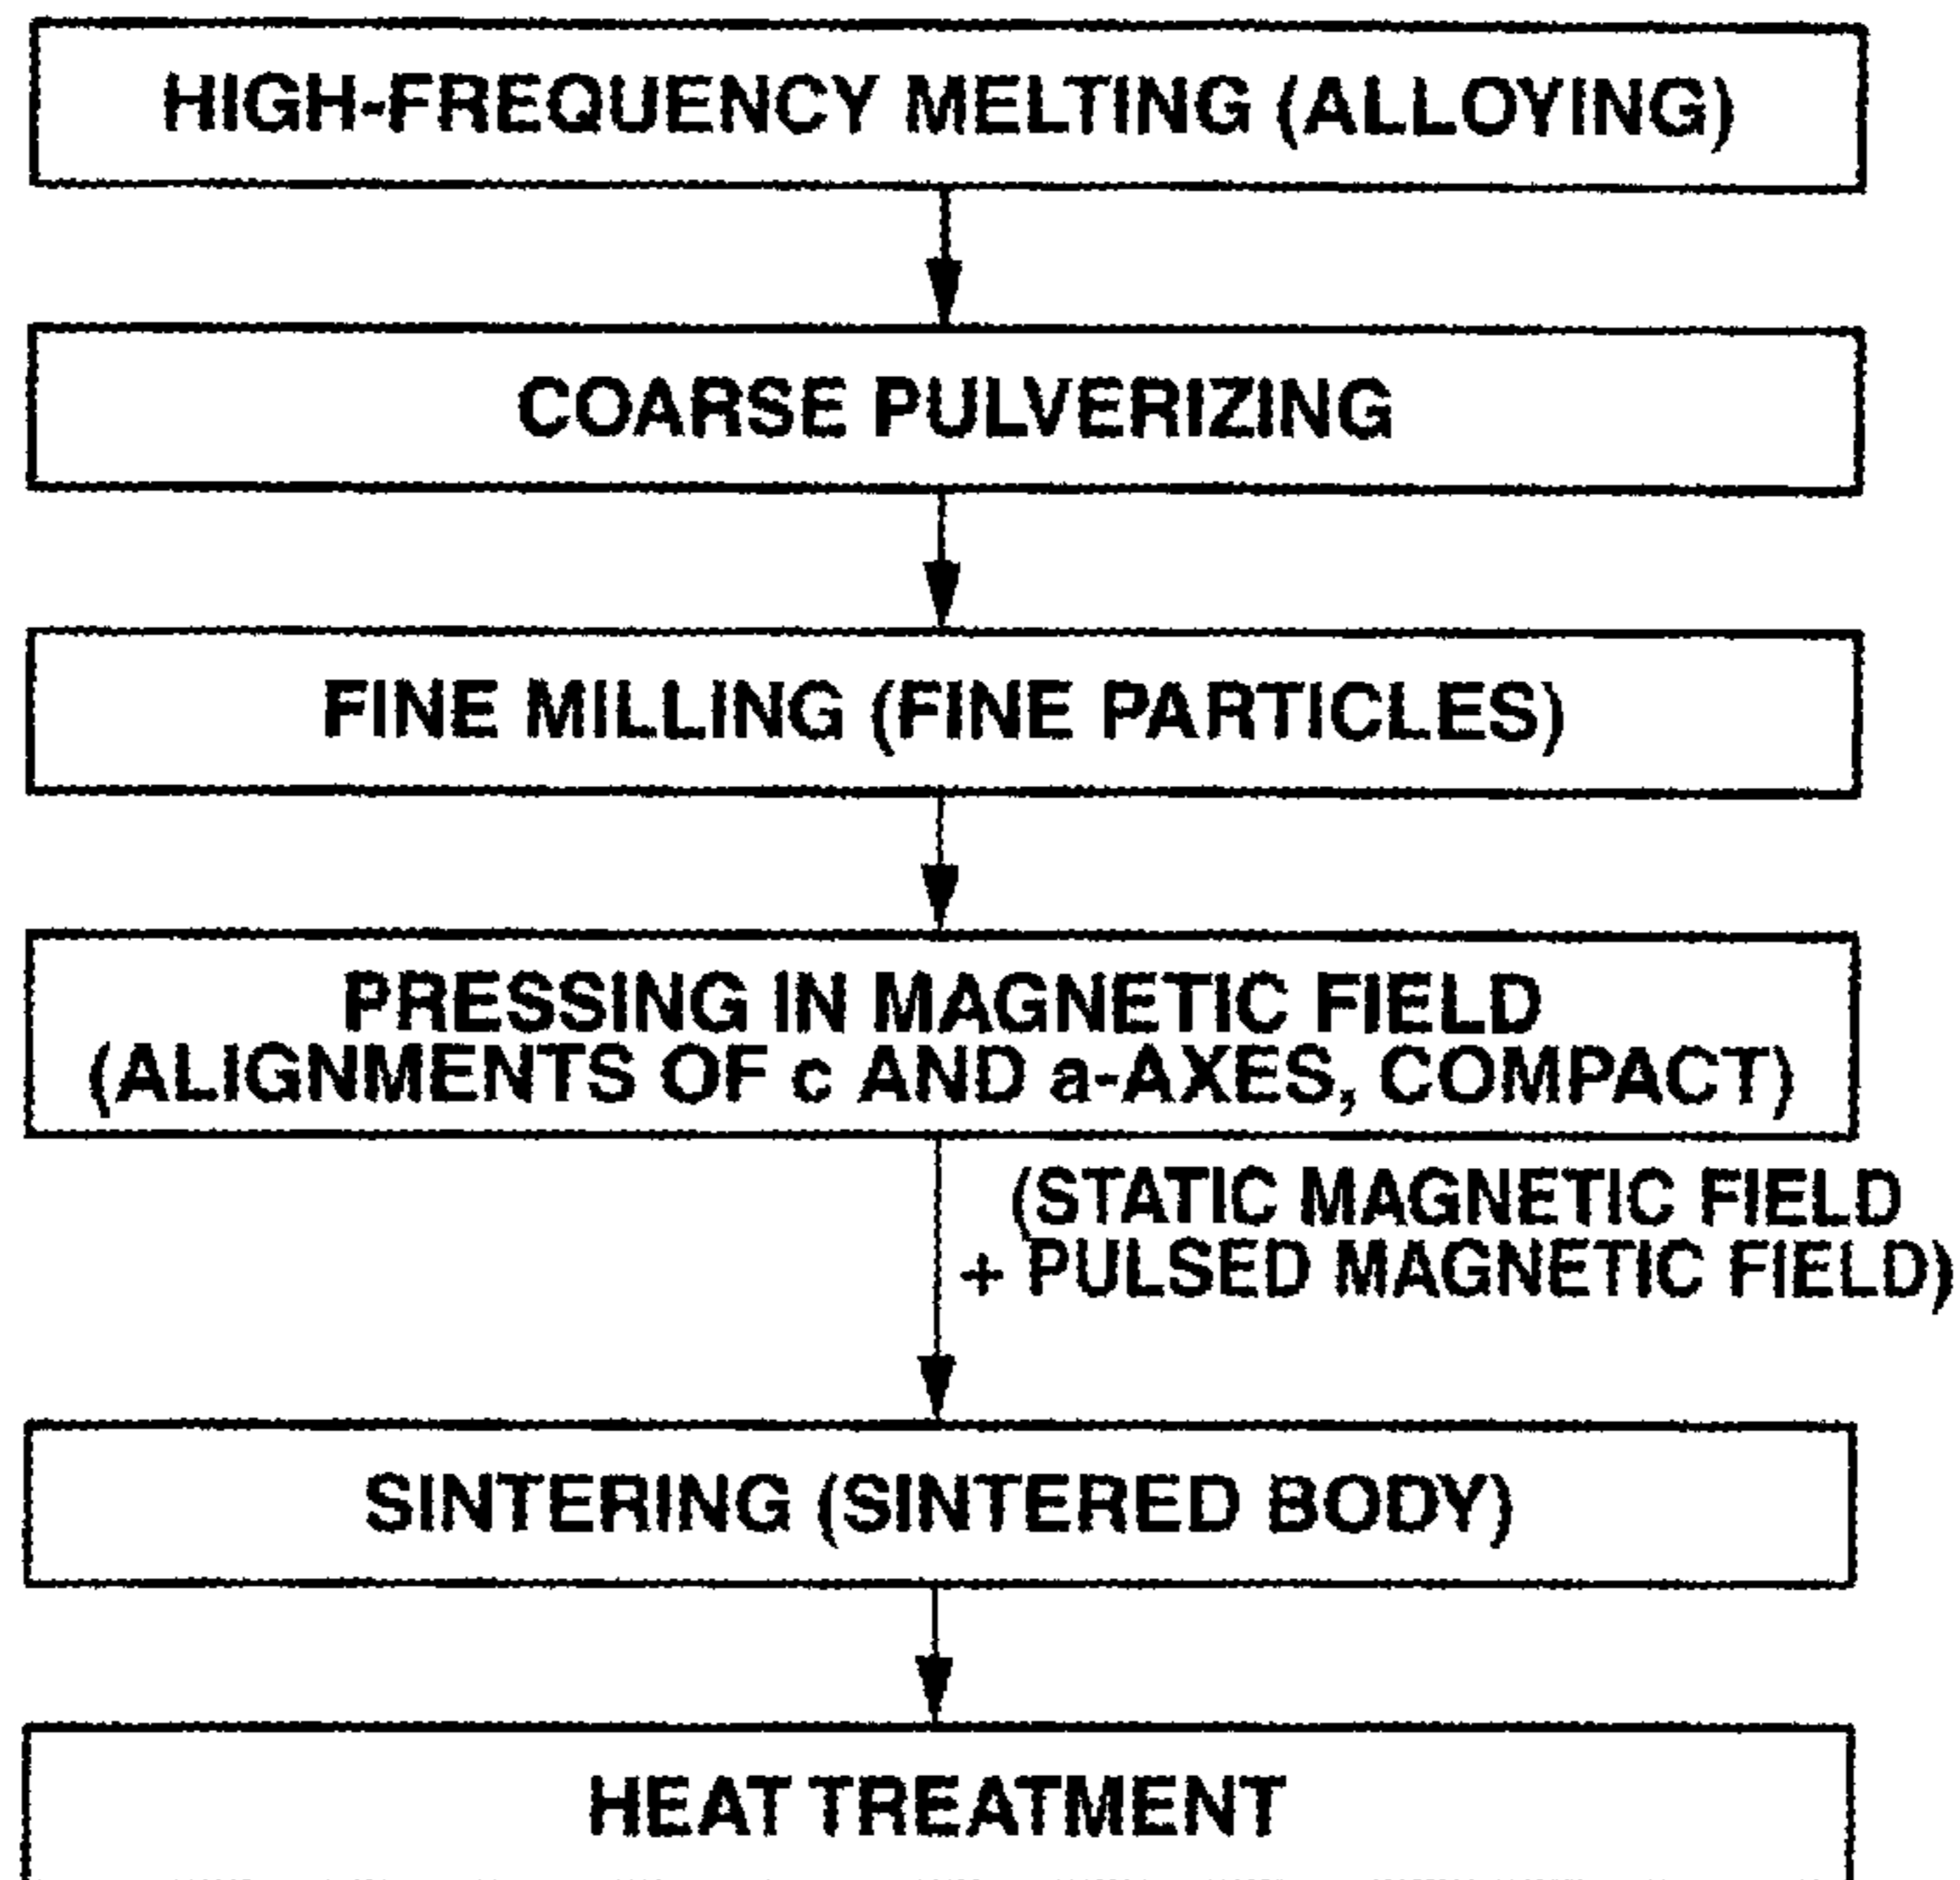 HIGH-FREQUENCY MELTING (ALLOYING)
COARSE PULVERIZING
FINE MILLING (FINE PARTICLES)
PRESSING IN MAGNETIC FIELD
(ALIGNMENTS OF c AND a-AXES, COMPACT)
(STATIC MAGNETIC FIELD
+ PULSED MAGNETIC FIELD)
SINTERING (SINTERED BODY)
HEAT TREATMENT